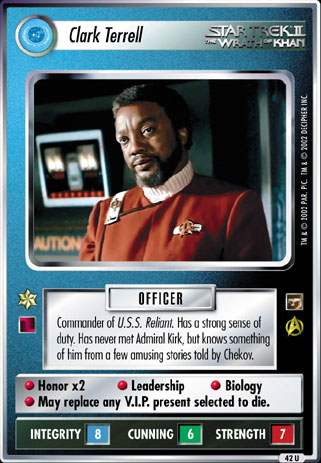 Clark Terrell
STAR TREK II
THE WRATH OF KHAN
CAUTION
TM & © 2002 PAR. PIC. TM & © 2002 DECIPHER INC.
OFFICER
Commander of U.S.S. Reliant. Has a strong sense of
duty. Has never met Admiral Kirk, but knows something
of him from a few amusing stories told by Chekov.
Honor x2 Leadership Biology
May replace any V.I.P. present selected to die.
INTEGRITY 8 CUNNING 6 STRENGTH 7
42 U